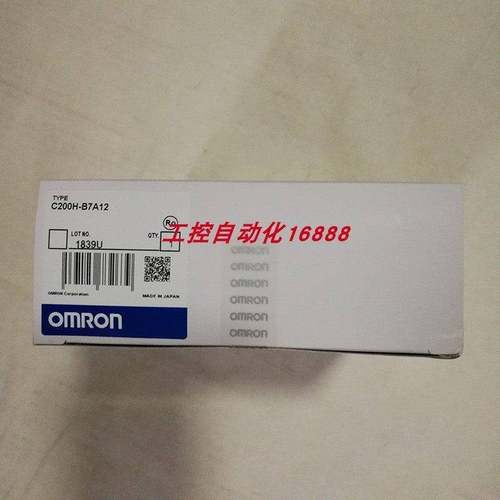 TYPE
C200H-B7A12
LOT NO.
QTY
1839U
工控自动化16888
OMRON Corporation
MADE IN JAPAN
OMRON
OMRON
OMRON
OMRON
OMRON
OMRON
OMRON